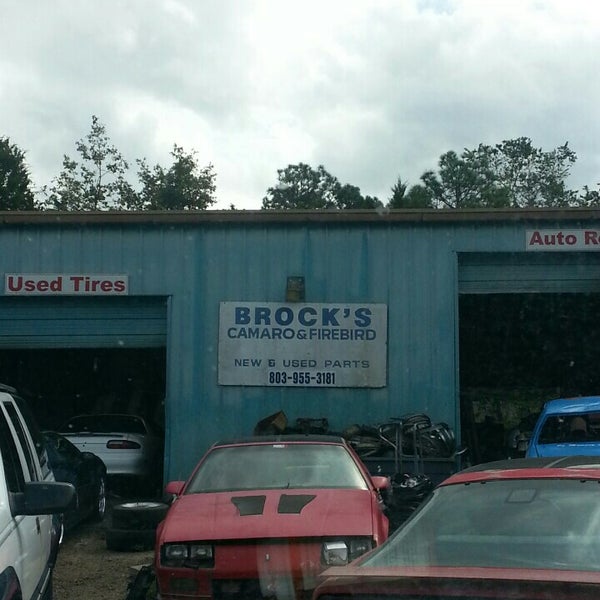 Used Tires
BROCK'S
CAMARO & FIREBIRD
NEW & USED PARTS
803-955-3181
Auto